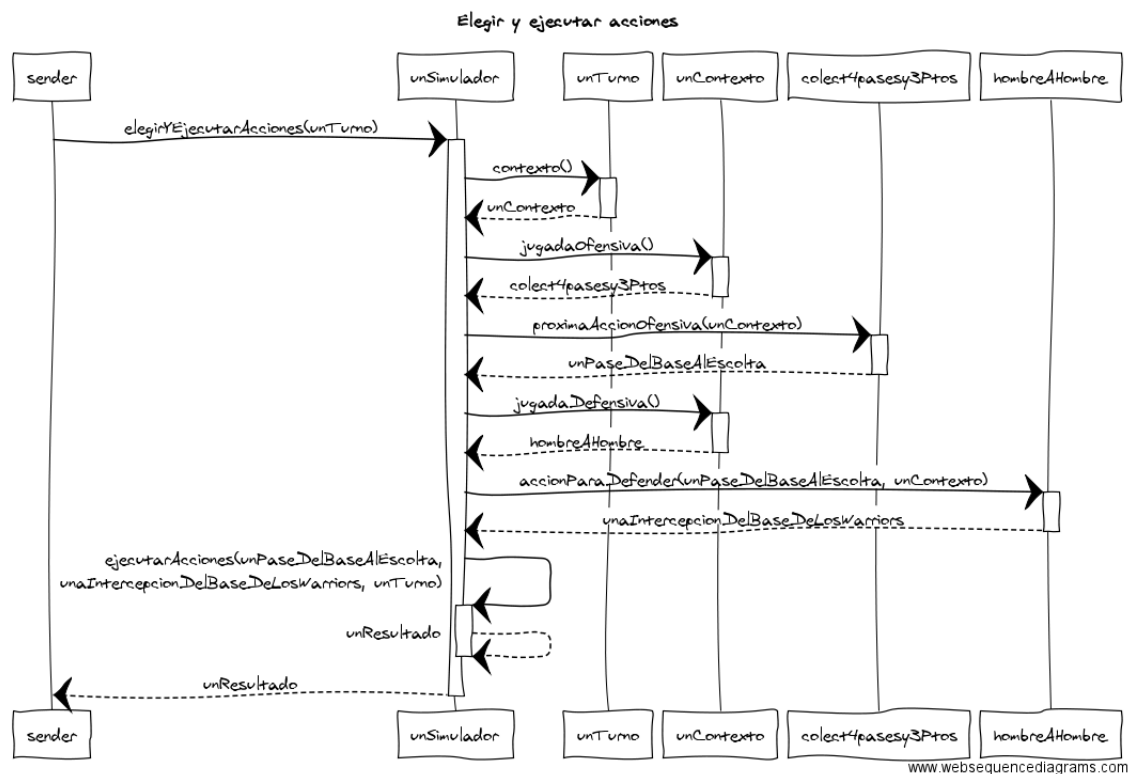 Elegir y ejecutar acciones
sender
unSimulador
unTurno
unContexto
colect4pasesy3Ptos
hombreAHombre
elegirYEjecutarAcciones(unTurno)
contexto()
unContexto
jugadaOfensiva()
colect4pasesy3Ptos
proximaAccionOfensiva(unContexto)
unPaseDelBaseAlEscolta
jugadaDefensiva()
hombreAHombre
accionParaDefender(unPaseDelBaseAlEscolta, unContexto)
unaIntercepcionDelBaseDeLosWarriors
ejecutarAcciones(unPaseDelBaseAlEscolta,
unaIntercepcionDelBaseDeLosWarriors, unTurno)
unResultado
unResultado
sender
unSimulador
unTurno
unContexto
colect4pasesy3Ptos
hombreAHombre
www.websequencediagrams.com